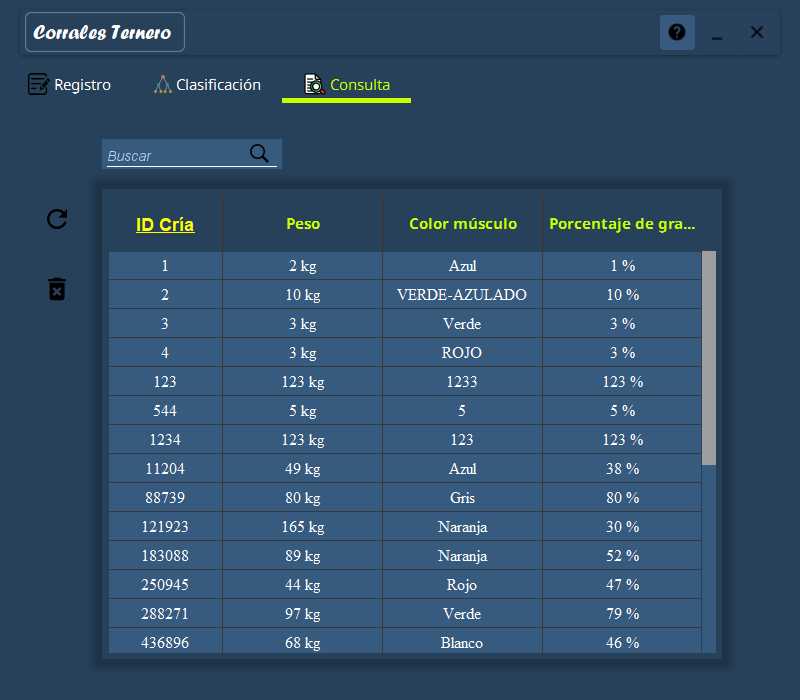 Corrales Ternero
Registro Clasificación Consulta
Buscar
ID Cría Peso Color músculo Porcentaje de gra...
1 2 kg Azul 1 %
2 10 kg VERDE-AZULADO 10 %
3 3 kg Verde 3 %
4 3 kg ROJO 3 %
123 123 kg 1233 123 %
544 5 kg 5 5 %
1234 123 kg 123 123 %
11204 49 kg Azul 38 %
88739 80 kg Gris 80 %
121923 165 kg Naranja 30 %
183088 89 kg Naranja 52 %
250945 44 kg Rojo 47 %
288271 97 kg Verde 79 %
436896 68 kg Blanco 46 %